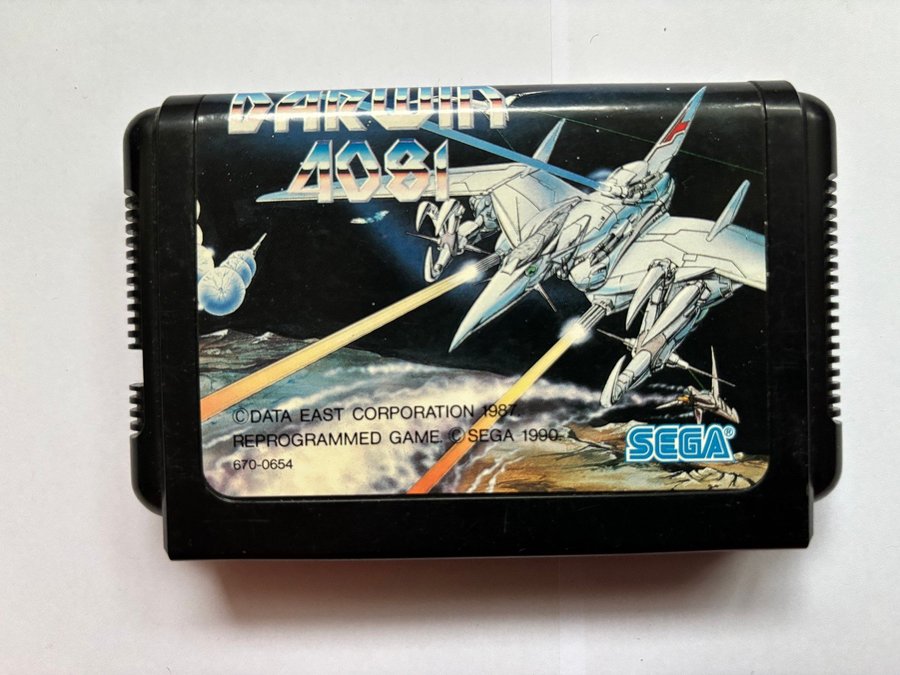 DARWIN
4081
©DATA EAST CORPORATION 1987.
REPROGRAMMED GAME. ©SEGA 1990.
670-0654
SEGA®